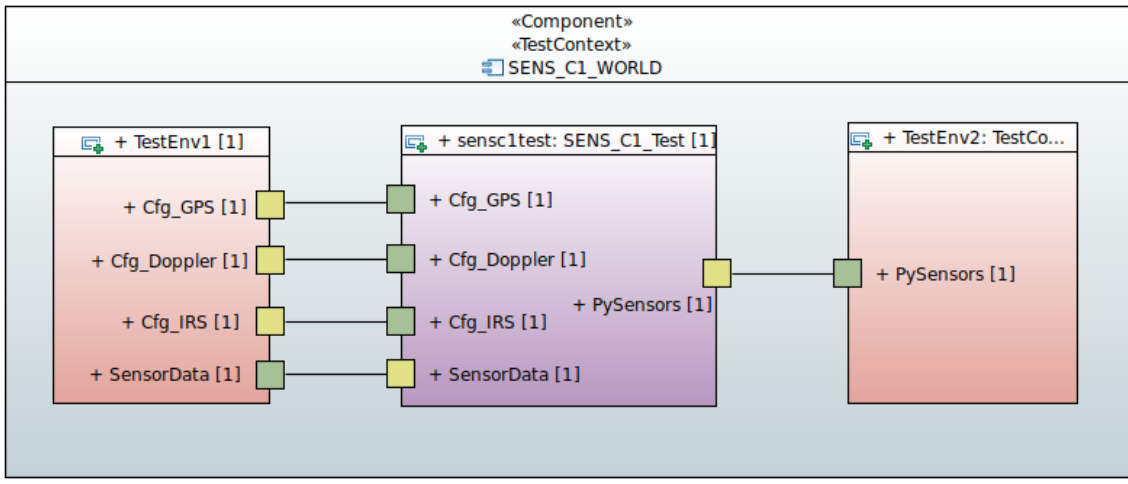 «Component»
«TestContext»
SENS_C1_WORLD
+ TestEnv1 [1]
+ Cfg_GPS [1]
+ Cfg_Doppler [1]
+ Cfg_IRS [1]
+ SensorData [1]
+ sensc1test: SENS_C1_Test [1]
+ Cfg_GPS [1]
+ Cfg_Doppler [1]
+ PySensors [1]
+ Cfg_IRS [1]
+ SensorData [1]
+ TestEnv2: TestCo...
+ PySensors [1]